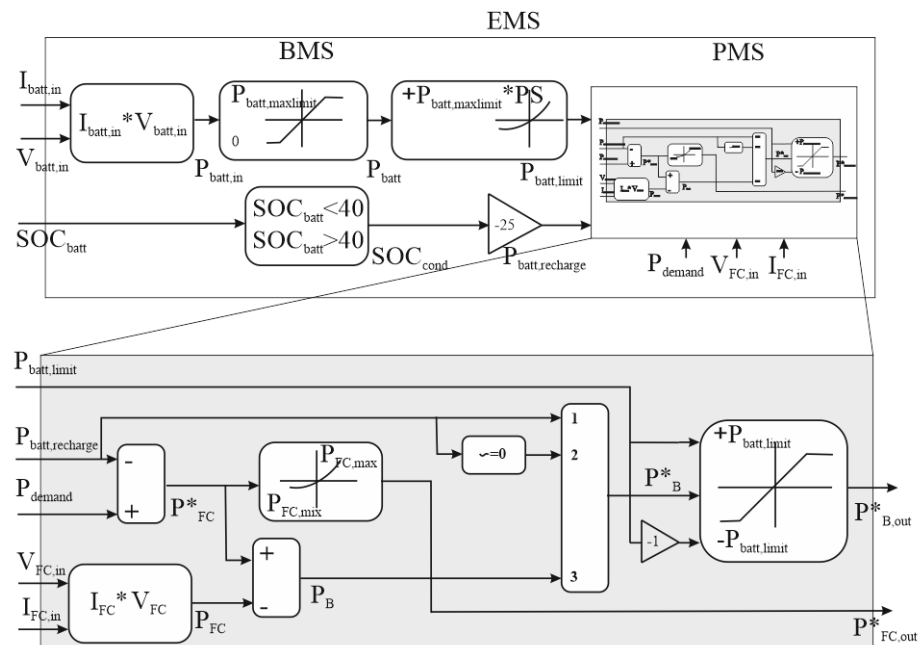 EMS
BMS
PMS
I_batt,in
V_batt,in
I_batt,in*V_batt,in
P_batt,in
P_batt,maxlimit
0
P_batt
+P_batt,maxlimit*PS
P_batt,limit
SOC_batt
SOC_batt<40
SOC_batt>40
SOC_cond
-25
P_batt,recharge
P_demand
V_FC,in
I_FC,in
P_batt,limit
P_batt,recharge
P_demand
V_FC,in
I_FC,in
-
+
P*_FC
P_FC,max
P_FC,mix
I_FC*V_FC
P_FC
+
-
P_B
~=0
1
2
3
P*_B
-1
+P_batt,limit
-P_batt,limit
P*_B,out
P*_FC,out